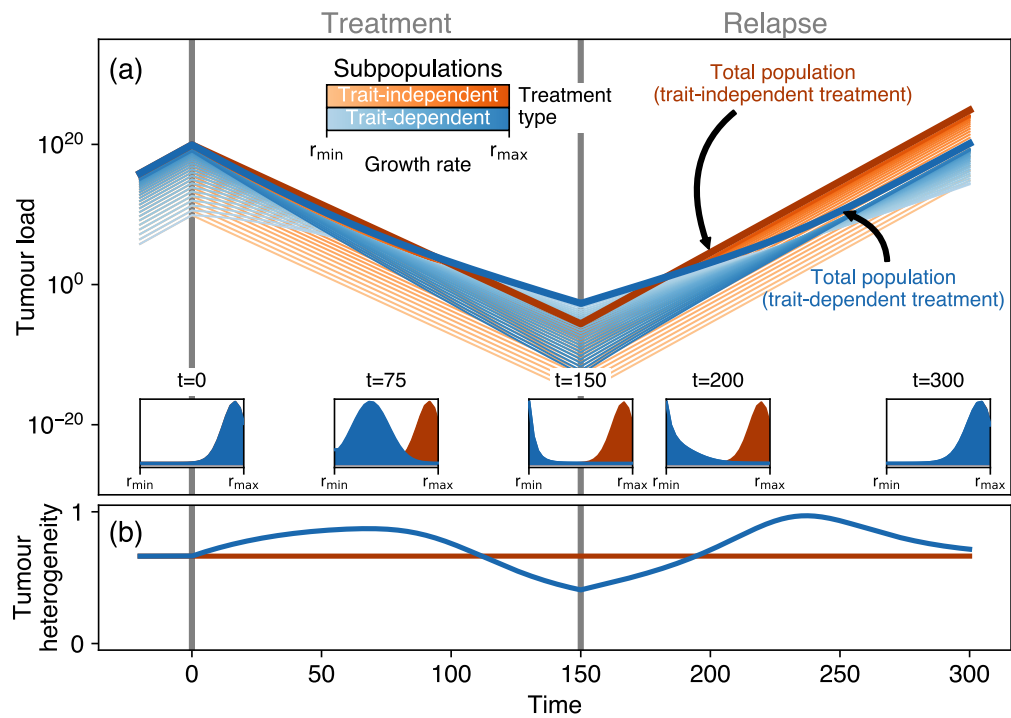 Treatment
Relapse
(a)
Subpopulations
Trait-independent
Trait-dependent
Treatment
type
r_min
r_max
Growth rate
Total population
(trait-independent treatment)
Total population
(trait-dependent treatment)
Tumour load
10^20
10^0
10^−20
t=0
t=75
t=150
t=200
t=300
r_min
r_max
r_min
r_max
r_min
r_max
r_min
r_max
r_min
r_max
(b)
Tumour
heterogeneity
1
0
0
50
100
150
200
250
300
Time